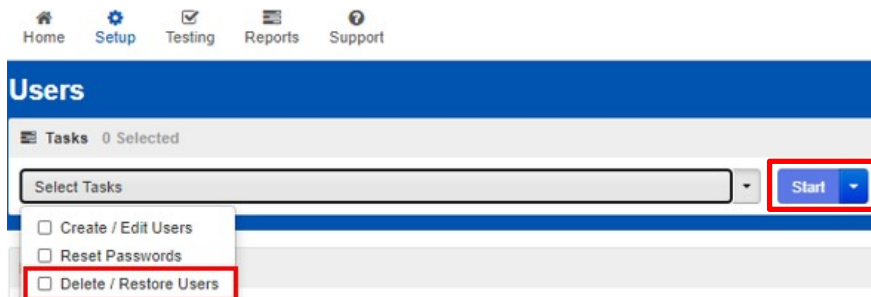 Home Setup Testing Reports Support
Users
Tasks 0 Selected
Select Tasks Start
Create / Edit Users
Reset Passwords
Delete / Restore Users